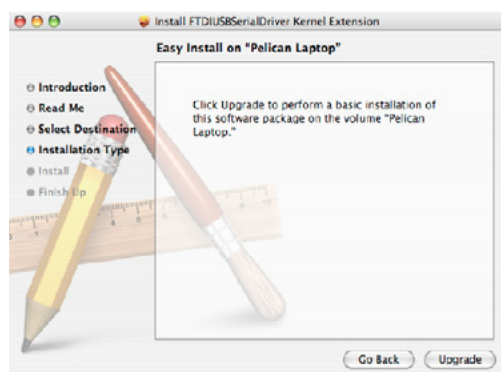 Install FTDIUSBSerialDriver Kernel Extension
Easy Install on "Pelican Laptop"
Introduction
Read Me
Select Destination
Installation Type
Install
Finish Up
Click Upgrade to perform a basic installation of
this software package on the volume "Pelican
Laptop."
Go Back
Upgrade